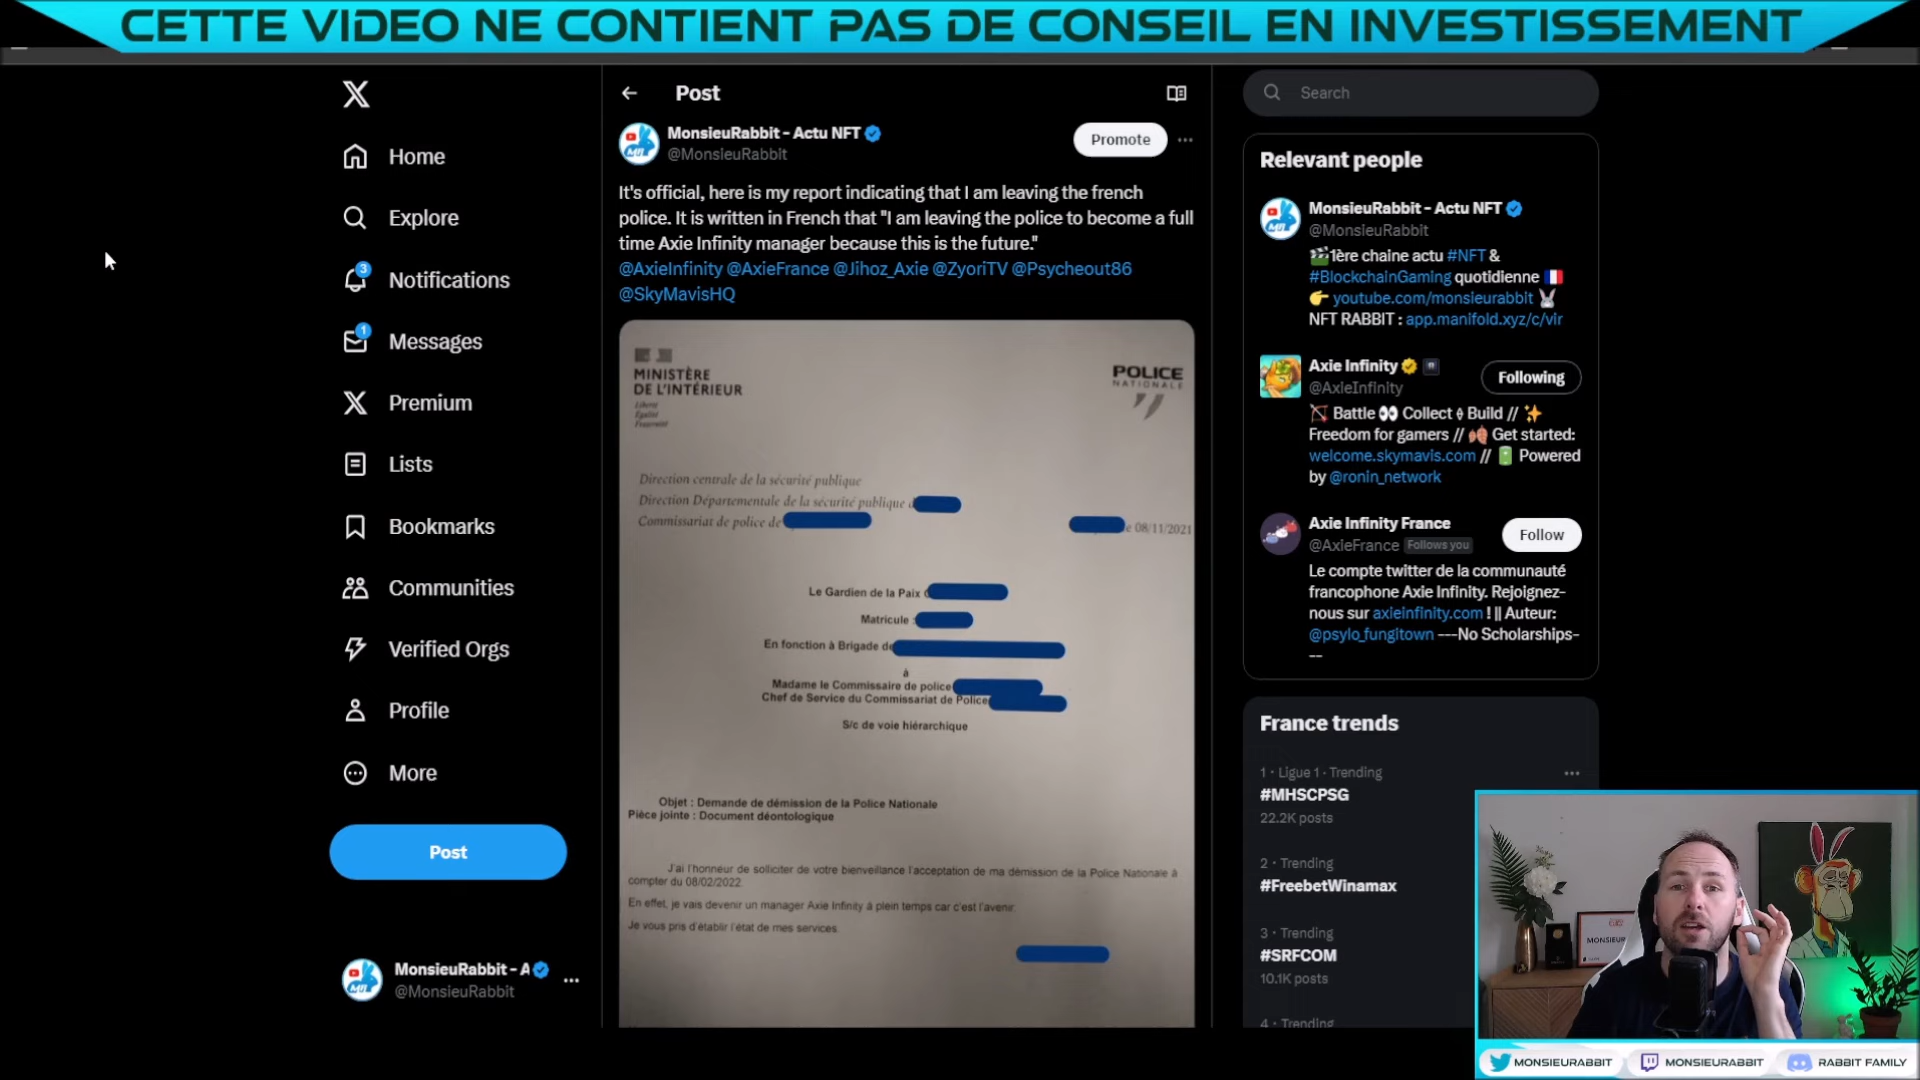 CETTE VIDEO NE CONTIENT PAS DE CONSEIL EN INVESTISSEMENT
Home
Explore
3
Notifications
1
Messages
Premium
Lists
Bookmarks
Communities
Verified Orgs
Profile
More
Post
MonsieuRabbit - A
@MonsieuRabbit
Post
MonsieuRabbit - Actu NFT
@MonsieuRabbit
Promote
It's official, here is my report indicating that I am leaving the french
police. It is written in French that "I am leaving the police to become a full
time Axie Infinity manager because this is the future."
@AxieInfinity @AxieFrance @Jihoz_Axie @ZyoriTV @Psycheout86
@SkyMavisHQ
MINISTÈRE
DE L'INTÉRIEUR
Liberté
Égalité
Fraternité
POLICE
NATIONALE
Direction centrale de la sécurité publique
Direction Départementale de la sécurité publique d
Commissariat de police de
e 08/11/2021
Le Gardien de la Paix
Matricule :
En fonction à Brigade de
à
Madame le Commissaire de police
Chef de Service du Commissariat de Police
S/c de voie hiérarchique
Objet : Demande de démission de la Police Nationale
Pièce jointe : Document déontologique
J'ai l'honneur de solliciter de votre bienveillance l'acceptation de ma démission de la Police Nationale à
compter du 08/02/2022.
En effet, je vais devenir un manager Axie Infinity à plein temps car c'est l'avenir.
Je vous pris d'établir l'état de mes services.
Search
Relevant people
MonsieuRabbit - Actu NFT
@MonsieuRabbit
🎬1ère chaine actu #NFT &
#BlockchainGaming quotidienne 🇫🇷
👉 youtube.com/monsieurabbit 🐰
NFT RABBIT : app.manifold.xyz/c/vir
Axie Infinity
@AxieInfinity
Following
Battle 👀 Collect Build // ✨
Freedom for gamers // Get started:
welcome.skymavis.com // 🔋 Powered
by @ronin_network
Axie Infinity France
@AxieFrance Follows you
Follow
Le compte twitter de la communauté
francophone Axie Infinity. Rejoignez-
nous sur axieinfinity.com ! || Auteur:
@psylo_fungitown ---No Scholarships-
--
France trends
1 · Ligue 1 · Trending
#MHSCPSG
22.2K posts
2 · Trending
#FreebetWinamax
3 · Trending
#SRFCOM
10.1K posts
4 · Trending
MONSIEUR
MONSIEURABBIT
MONSIEURABBIT
RABBIT FAMILY